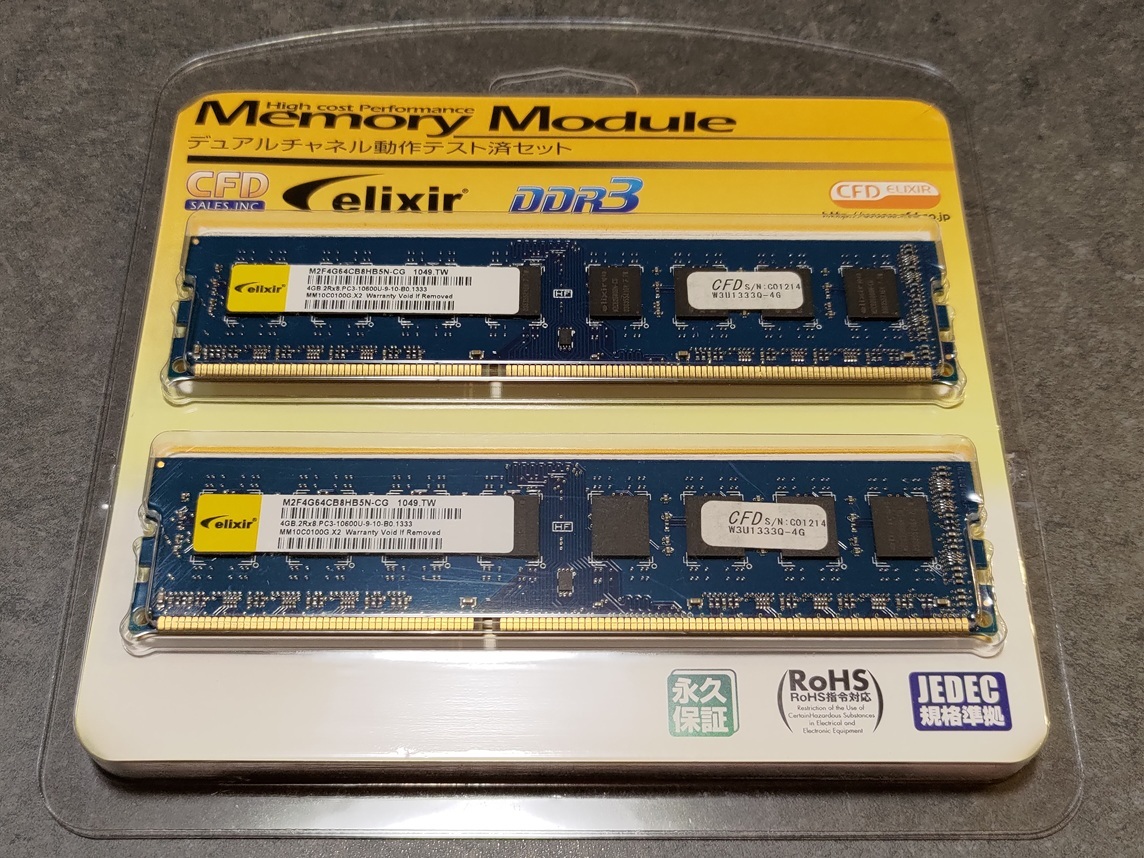 High cost Performance
Memory Module
デュアルチャネル動作テスト済セット
CFD
SALES.INC
elixir®
DDR3
CFD ELIXIR
elixir®
M2F4G64CB8HB5N-CG 1049.TW
4GB 2Rx8 PC3-10600U-9-10-B0.1333
MM10C0100G.X2 Warranty Void If Removed
HF
CFD S/N:C01214
W3U1333Q-4G
elixir®
M2F4G64CB8HB5N-CG 1049.TW
4GB 2Rx8 PC3-10600U-9-10-B0.1333
MM10C0100G.X2 Warranty Void If Removed
HF
CFD S/N:C01214
W3U1333Q-4G
永久
保証
RoHS
RoHS指令対応
Restriction of the Use of
CertainHazardous Substances
in Electrical and
Electronic Equipment
JEDEC
規格準拠